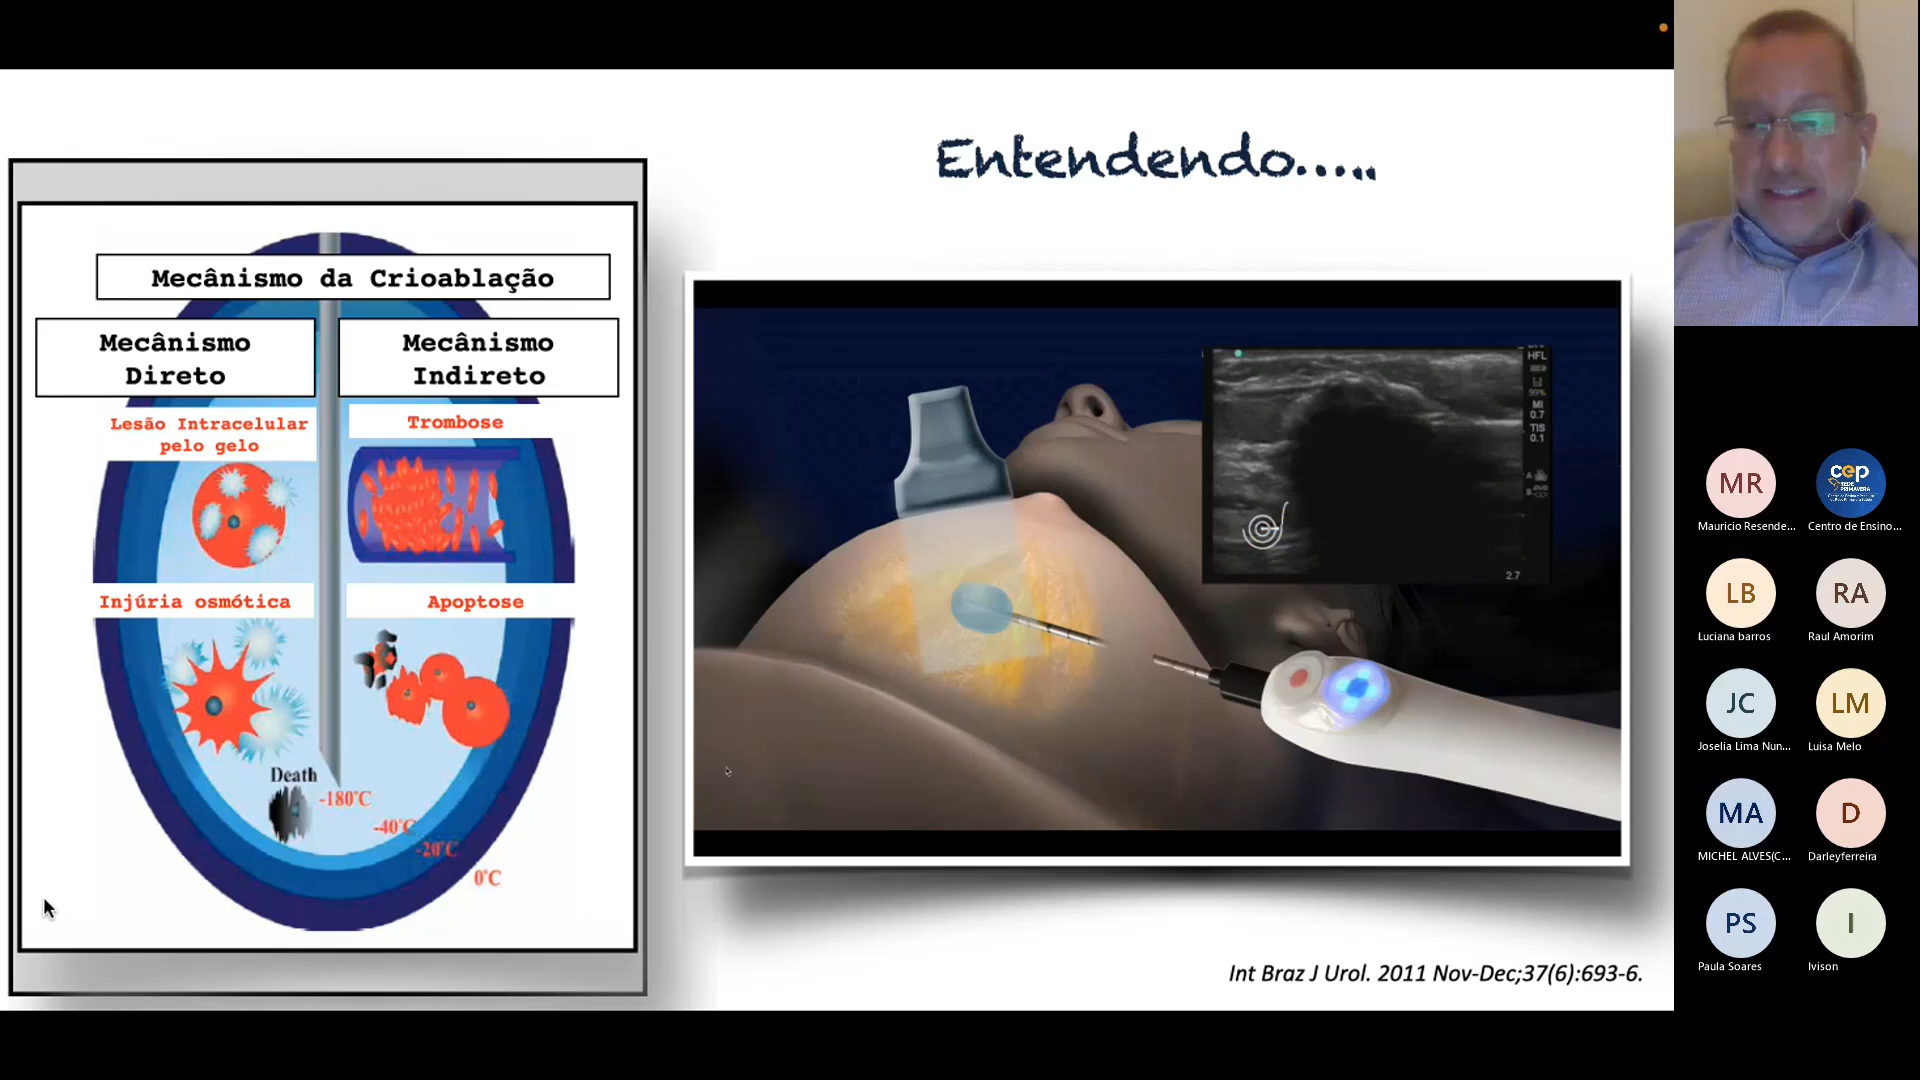 Entendendo.....
Mecânismo da Crioablação
Mecânismo
Direto
Mecânismo
Indireto
Lesão Intracelular
pelo gelo
Trombose
Injúria osmótica
Apoptose
Death
-180°C
-40°C
-20°C
0°C
HFL
99%
MI
0.7
TIS
0.1
A
B
2.7
Int Braz J Urol. 2011 Nov-Dec;37(6):693-6.
MR
Mauricio Resende...
cep
REDE
PRIMAVERA
Centro de Ensino...
LB
Luciana barros
RA
Raul Amorim
JC
Joselia Lima Nun...
LM
Luisa Melo
MA
MICHEL ALVES(C...
D
Darleyferreira
PS
Paula Soares
I
Ivison